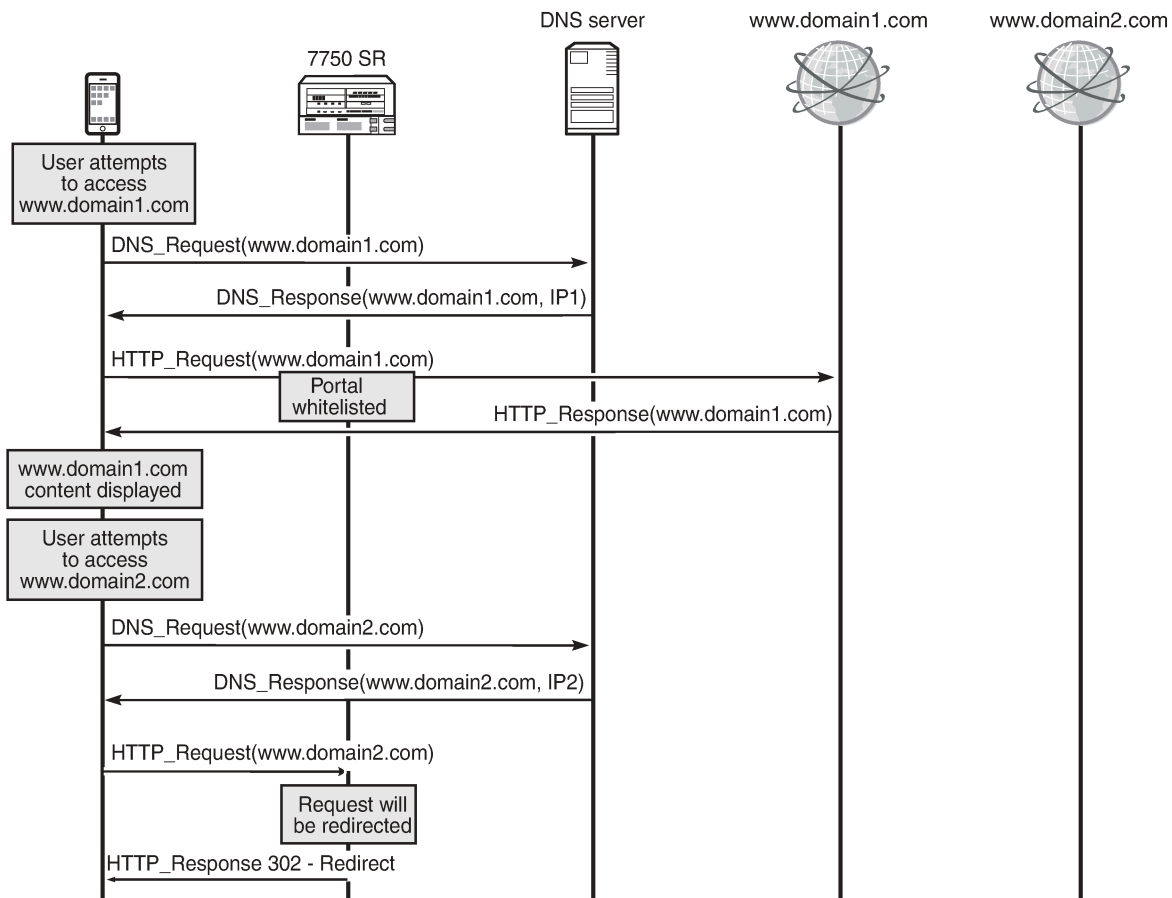 DNS server
www.domain1.com
www.domain2.com
7750 SR
User attempts
to access
www.domain1.com
DNS_Request(www.domain1.com)
DNS_Response(www.domain1.com, IP1)
HTTP_Request(www.domain1.com)
Portal
whitelisted
HTTP_Response(www.domain1.com)
www.domain1.com
content displayed
User attempts
to access
www.domain2.com
DNS_Request(www.domain2.com)
DNS_Response(www.domain2.com, IP2)
HTTP_Request(www.domain2.com)
Request will
be redirected
HTTP_Response 302 - Redirect